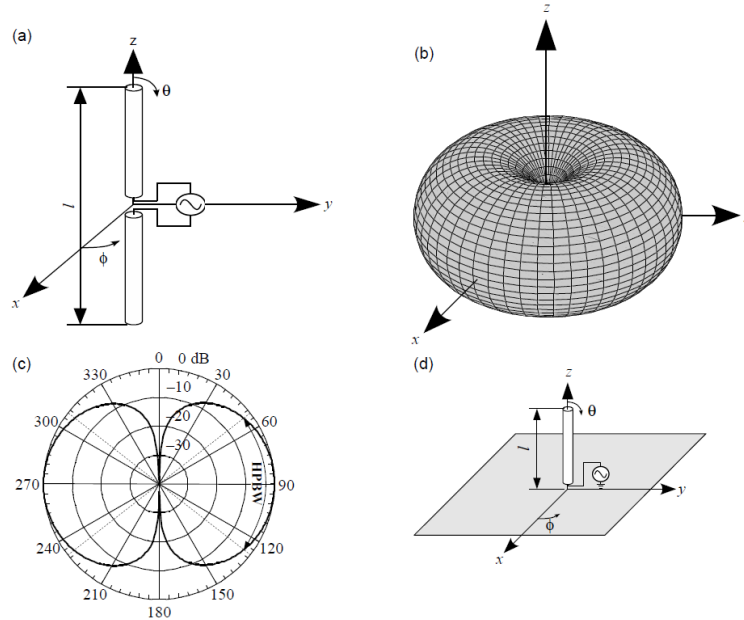 (a)
z
θ
l
y
ϕ
x
(b)
z
x
(c)
0
0 dB
330
30
–10
300
–20
60
–30
270
HPBW
90
240
120
210
150
180
(d)
z
θ
l
y
ϕ
x